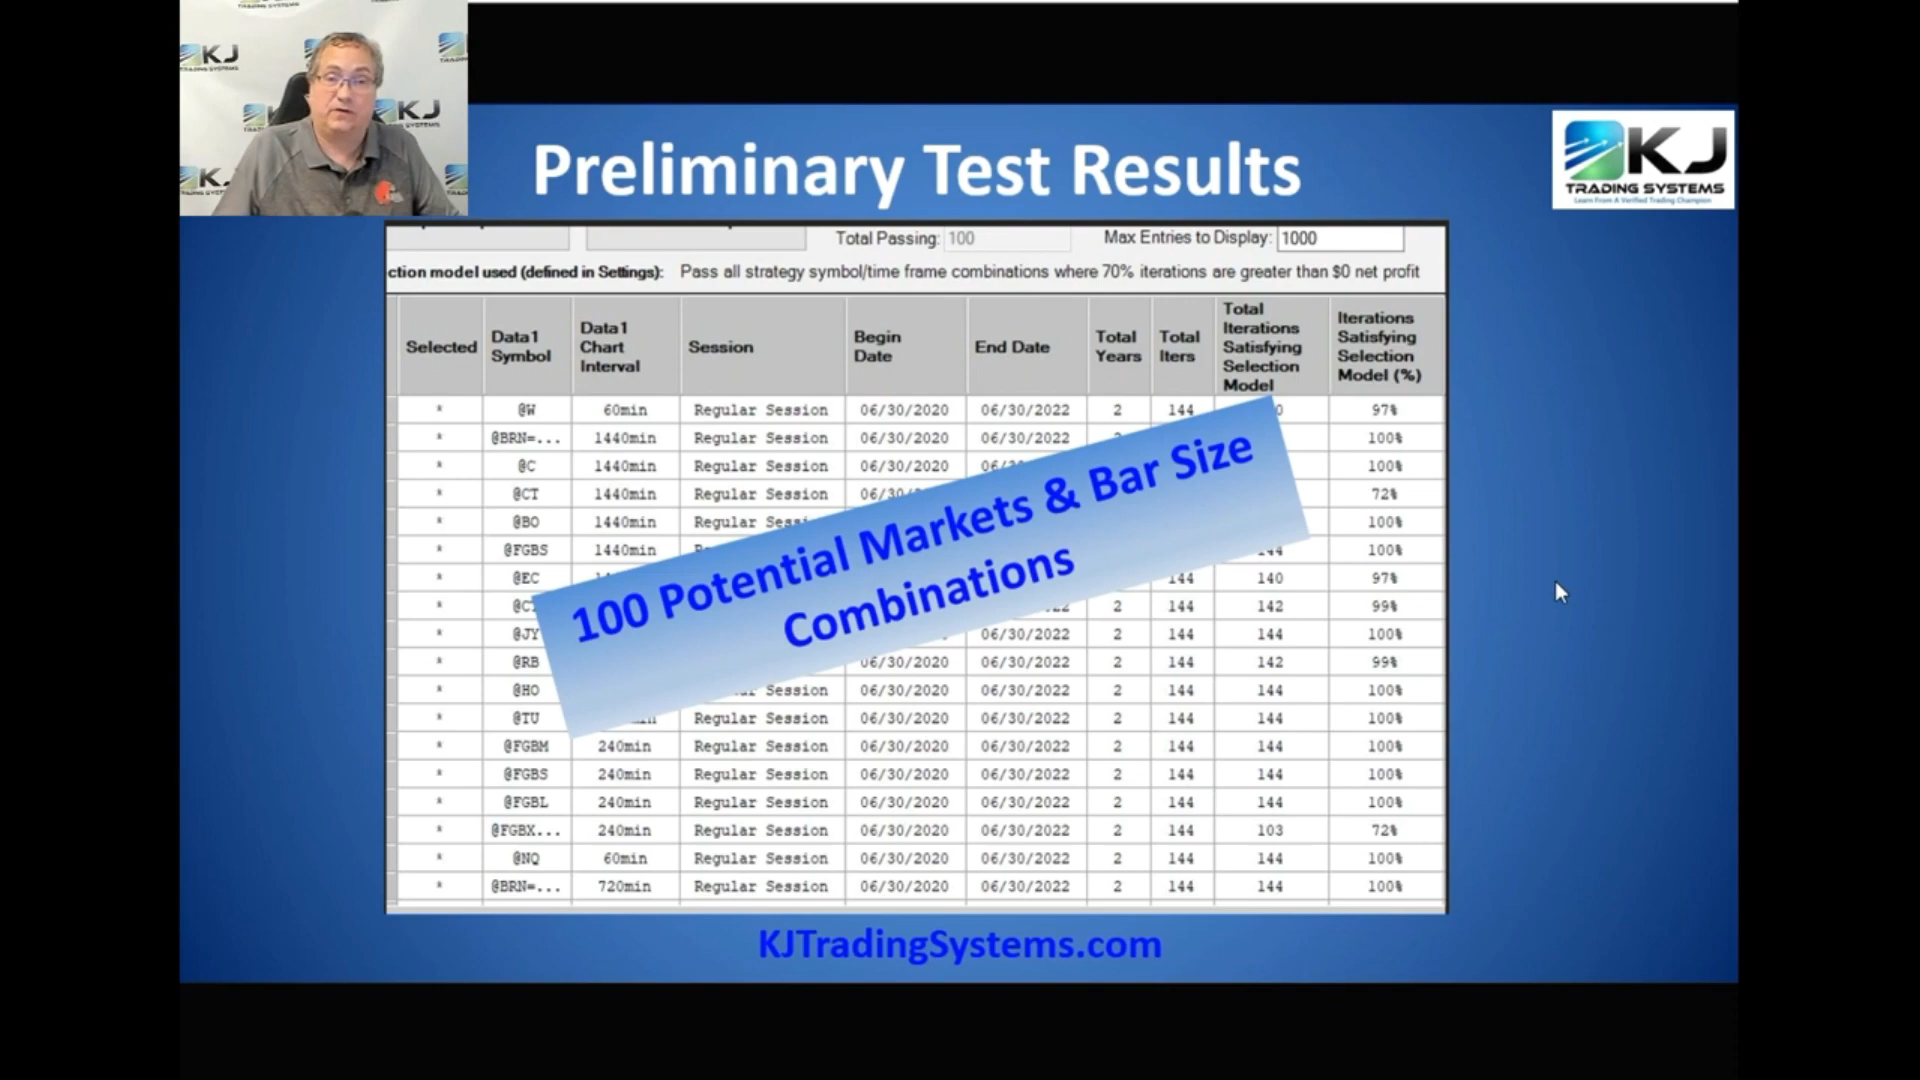 KJ
TRADING SYSTEMS
Preliminary Test Results
KJ
TRADING SYSTEMS
Learn From A Verified Trading Champion
Total Passing: 100 Max Entries to Display: 1000
ction model used (defined in Settings): Pass all strategy symbol/time frame combinations where 70% iterations are greater than $0 net profit
Selected Data1 Symbol Data1 Chart Interval Session Begin Date End Date Total Years Total Iters Total Iterations Satisfying Selection Model Iterations Satisfying Selection Model (%)
* @W 60min Regular Session 06/30/2020 06/30/2022 2 144 97%
* @BRN=... 1440min Regular Session 06/30/2020 06/30/2022 100%
* @C 1440min Regular Session 06/30/2020 100%
* @CT 1440min Regular Session 72%
* @BO 1440min Regular 100%
* @FGBS 1440min 100%
* @EC 144 140 97%
* 2 144 142 99%
* @JY 06/30/2022 2 144 144 100%
* @RB 06/30/2020 06/30/2022 2 144 142 99%
* @HO Session 06/30/2020 06/30/2022 2 144 144 100%
* @TU Regular Session 06/30/2020 06/30/2022 2 144 144 100%
* @FGBM 240min Regular Session 06/30/2020 06/30/2022 2 144 144 100%
* @FGBS 240min Regular Session 06/30/2020 06/30/2022 2 144 144 100%
* @FGBL 240min Regular Session 06/30/2020 06/30/2022 2 144 144 100%
* @FGBX... 240min Regular Session 06/30/2020 06/30/2022 2 144 103 72%
* @NQ 60min Regular Session 06/30/2020 06/30/2022 2 144 144 100%
* @BRN=... 720min Regular Session 06/30/2020 06/30/2022 2 144 144 100%
100 Potential Markets & Bar Size
Combinations
KJTradingSystems.com